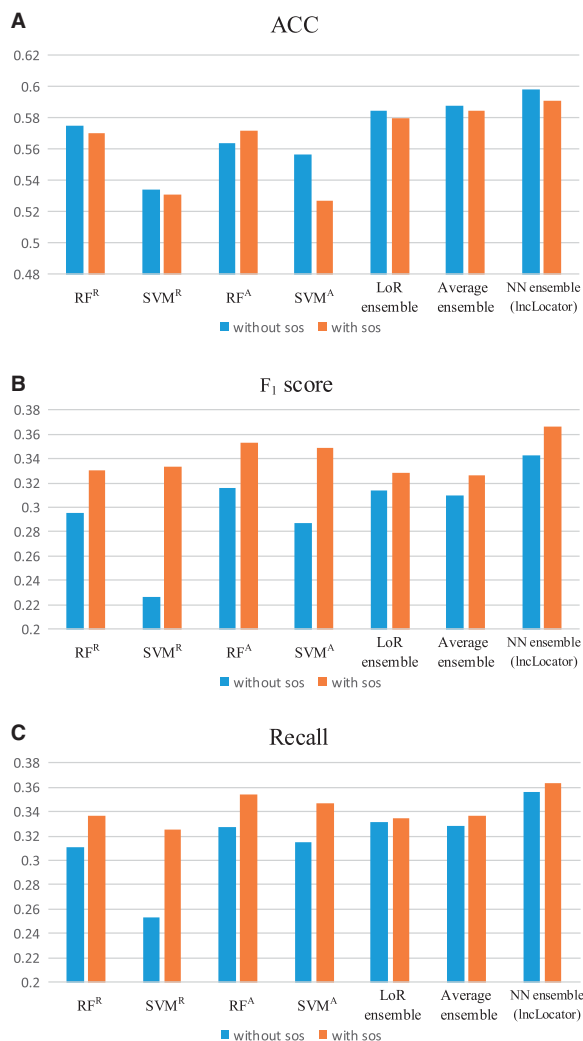 A
ACC
0.62
0.6
0.58
0.56
0.54
0.52
0.5
0.48
RFᴿ SVMᴿ RFᴬ SVMᴬ LoR ensemble Average ensemble NN ensemble (lncLocator)
without sos with sos
B
F₁ score
0.38
0.36
0.34
0.32
0.3
0.28
0.26
0.24
0.22
0.2
RFᴿ SVMᴿ RFᴬ SVMᴬ LoR ensemble Average ensemble NN ensemble (lncLocator)
without sos with sos
C
Recall
0.38
0.36
0.34
0.32
0.3
0.28
0.26
0.24
0.22
0.2
RFᴿ SVMᴿ RFᴬ SVMᴬ LoR ensemble Average ensemble NN ensemble (lncLocator)
without sos with sos